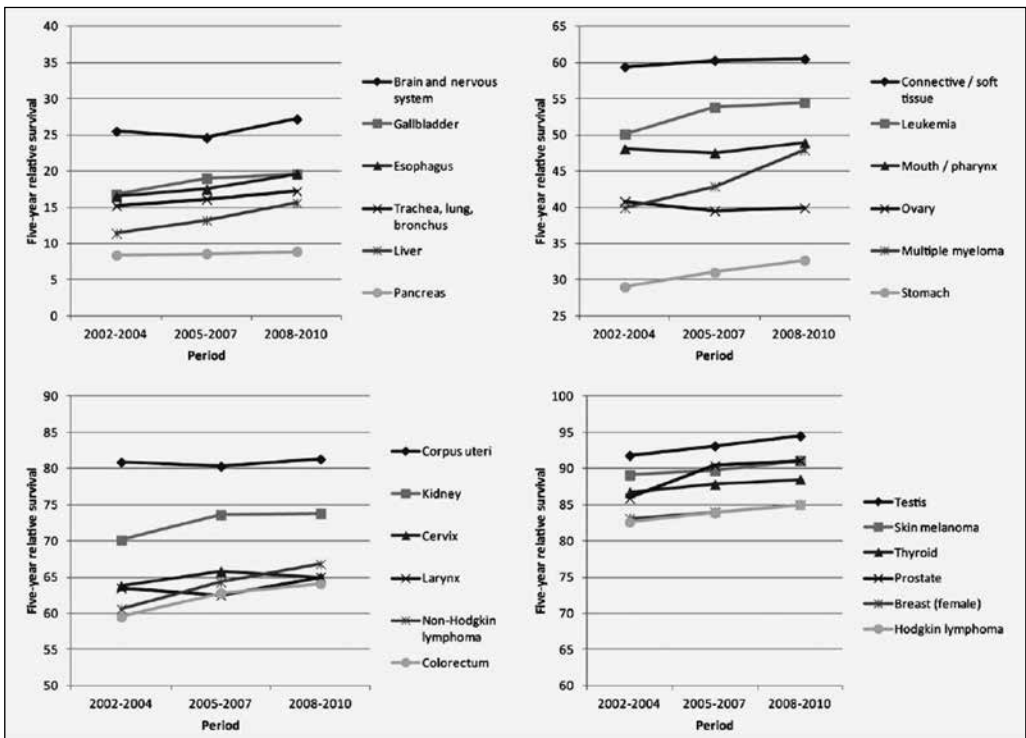 40
35
30
25
20
15
10
5
0
Five-year relative survival
2002-2004 2005-2007 2008-2010
Period
Brain and nervous
system
Gallbladder
Esophagus
Trachea, lung,
bronchus
Liver
Pancreas
65
60
55
50
45
40
35
30
25
Five-year relative survival
2002-2004 2005-2007 2008-2010
Period
Connective / soft
tissue
Leukemia
Mouth / pharynx
Ovary
Multiple myeloma
Stomach
90
85
80
75
70
65
60
55
50
Five-year relative survival
2002-2004 2005-2007 2008-2010
Period
Corpus uteri
Kidney
Cervix
Larynx
Non-Hodgkin
lymphoma
Colorectum
100
95
90
85
80
75
70
65
60
Five-year relative survival
2002-2004 2005-2007 2008-2010
Period
Testis
Skin melanoma
Thyroid
Prostate
Breast (female)
Hodgkin lymphoma